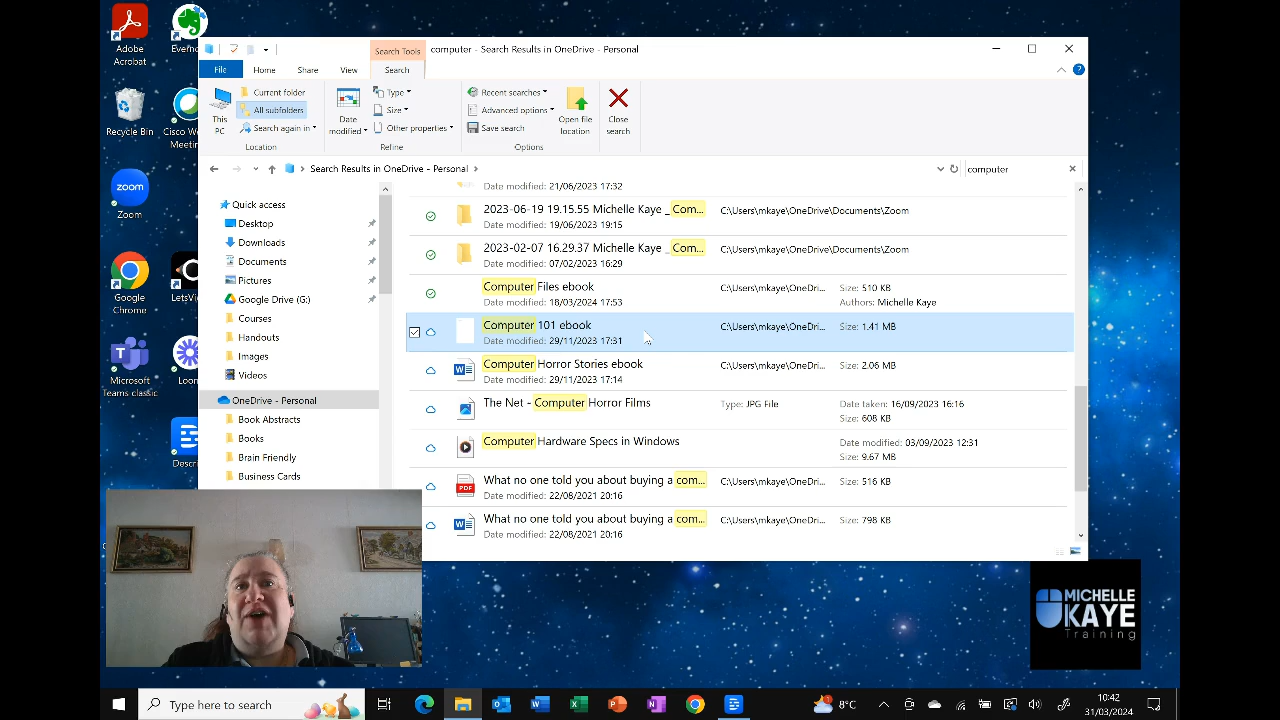 Adobe
Acrobat
Recycle Bin
Cisco
zoom
Zoom
Google
Chrome
Microsoft
Teams classic
Search Tools
computer - Search Results in OneDrive - Personal
File
Home
Share
View
Search
This
PC
Current folder
All subfolders
Search again in
Location
Date
modified
Type
Size
Other properties
Refine
Recent searches
Advanced options
Save search
Open file
location
Options
Close
search
Search Results in OneDrive - Personal
computer
Quick access
Desktop
Downloads
Documents
Pictures
Google Drive (G:)
Courses
Handouts
Images
Videos
OneDrive - Personal
Book Abstracts
Books
Brain Friendly
Business Cards
2023-06-19 19.15.55 Michelle Kaye _ Com...
C:\Users\mkaye\OneDrive\Documents\Zoom
Date modified: 19/06/2023 19:15
2023-02-07 16.29.37 Michelle Kaye _ Com...
C:\Users\mkaye\OneDrive\Documents\Zoom
Date modified: 07/02/2023 16:29
Computer Files ebook
C:\Users\mkaye\OneDri...
Size: 510 KB
Date modified: 18/03/2024 17:53
Authors: Michelle Kaye
Computer 101 ebook
C:\Users\mkaye\OneDri...
Size: 1.41 MB
Date modified: 29/11/2023 17:31
Computer Horror Stories ebook
C:\Users\mkaye\OneDri...
Size: 2.06 MB
Date modified: 29/11/2023 17:14
The Net - Computer Horror Films
Type: JPG File
Date taken: 16/09/2023 16:16
Size: 608 KB
Computer Hardware Specs in Windows
Date modified: 03/09/2023 12:31
Size: 9.67 MB
What no one told you about buying a com...
C:\Users\mkaye\OneDri...
Size: 516 KB
Date modified: 22/08/2021 20:16
What no one told you about buying a com...
C:\Users\mkaye\OneDri...
Size: 798 KB
Date modified: 22/08/2021 20:16
MICHELLE
KAYE
Training
Type here to search
8°C
10:42
31/03/2024